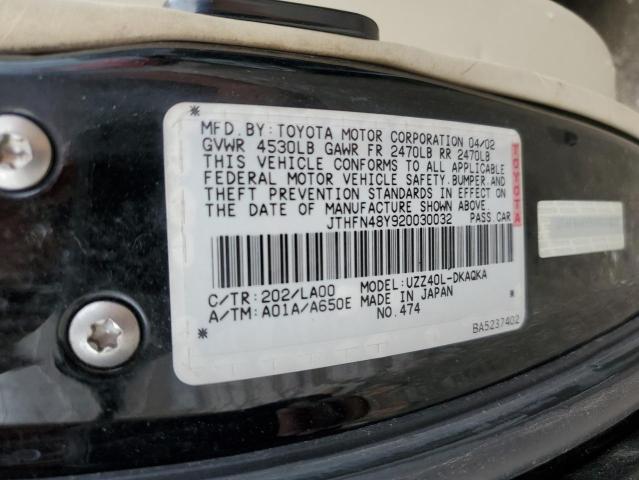 MFD. BY: TOYOTA MOTOR CORPORATION 04/02
GVWR 4530LB GAWR FR 2470LB RR 2470LB
THIS VEHICLE CONFORMS TO ALL APPLICABLE
FEDERAL MOTOR VEHICLE SAFETY, BUMPER, AND
THEFT PREVENTION STANDARDS IN EFFECT ON
THE DATE OF MANUFACTURE SHOWN ABOVE.
JTHFN48Y920030032 PASS. CAR
C/TR: 202/LA00 MODEL: UZZ40L-DKAQKA
A/TM: A01A/A650E MADE IN JAPAN
NO. 474
BA5237402
TOYOTA